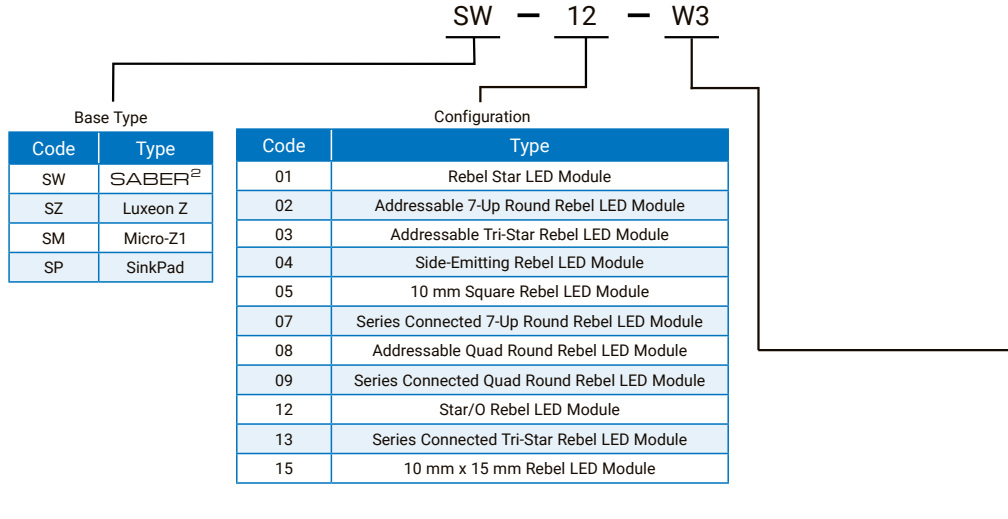 SW – 12 – W3
Base Type
Code Type
SW SABER²
SZ Luxeon Z
SM Micro-Z1
SP SinkPad
Configuration
Code Type
01 Rebel Star LED Module
02 Addressable 7-Up Round Rebel LED Module
03 Addressable Tri-Star Rebel LED Module
04 Side-Emitting Rebel LED Module
05 10 mm Square Rebel LED Module
07 Series Connected 7-Up Round Rebel LED Module
08 Addressable Quad Round Rebel LED Module
09 Series Connected Quad Round Rebel LED Module
12 Star/O Rebel LED Module
13 Series Connected Tri-Star Rebel LED Module
15 10 mm x 15 mm Rebel LED Module